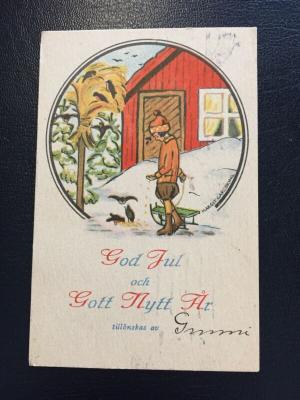 God Jul
och
Gott Nytt År
tillönskas av